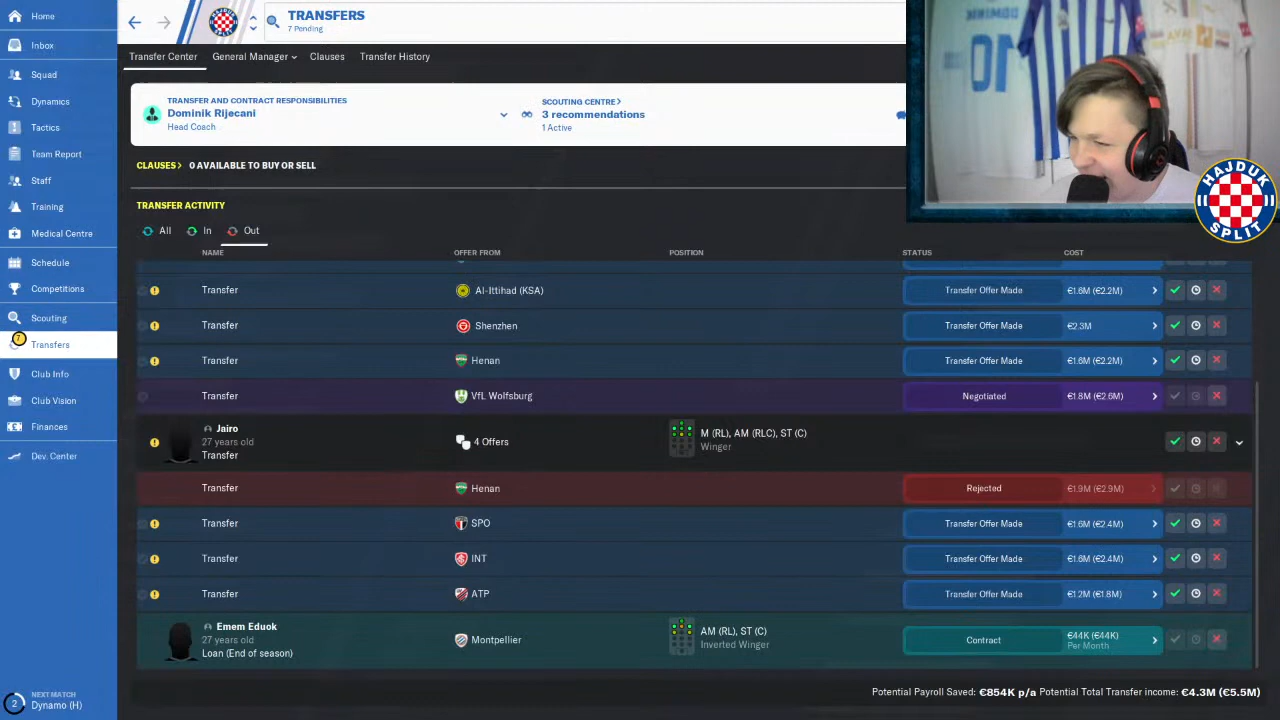 Home
TRANSFERS
7 Pending
Inbox
Squad
Dynamics
Tactics
Team Report
Staff
Training
Medical Centre
Schedule
Competitions
Scouting
7
Transfers
Club Info
Club Vision
Finances
Dev. Center
2
NEXT MATCH
Dynamo (H)
Transfer Center
General Manager
Clauses
Transfer History
TRANSFER AND CONTRACT RESPONSIBILITIES
Dominik Rijecani
Head Coach
SCOUTING CENTRE
3 recommendations
1 Active
CLAUSES 0 AVAILABLE TO BUY OR SELL
TRANSFER ACTIVITY
All In Out
NAME OFFER FROM POSITION STATUS COST
Transfer Al-Ittihad (KSA) Transfer Offer Made €1.6M (€2.2M)
Transfer Shenzhen Transfer Offer Made €2.3M
Transfer Henan Transfer Offer Made €1.6M (€2.2M)
Transfer VfL Wolfsburg Negotiated €1.8M (€2.6M)
Jairo
27 years old
Transfer
4 Offers
M (RL), AM (RLC), ST (C)
Winger
Transfer Henan Rejected €1.9M (€2.9M)
Transfer SPO Transfer Offer Made €1.6M (€2.4M)
Transfer INT Transfer Offer Made €1.6M (€2.4M)
Transfer ATP Transfer Offer Made €1.2M (€1.8M)
Emem Eduok
27 years old
Loan (End of season)
Montpellier
AM (RL), ST (C)
Inverted Winger
Contract
€44K (€44K)
Per Month
Potential Payroll Saved: €854K p/a Potential Total Transfer income: €4.3M (€5.5M)
DOMINIK
10
HAJDUK
SPLIT